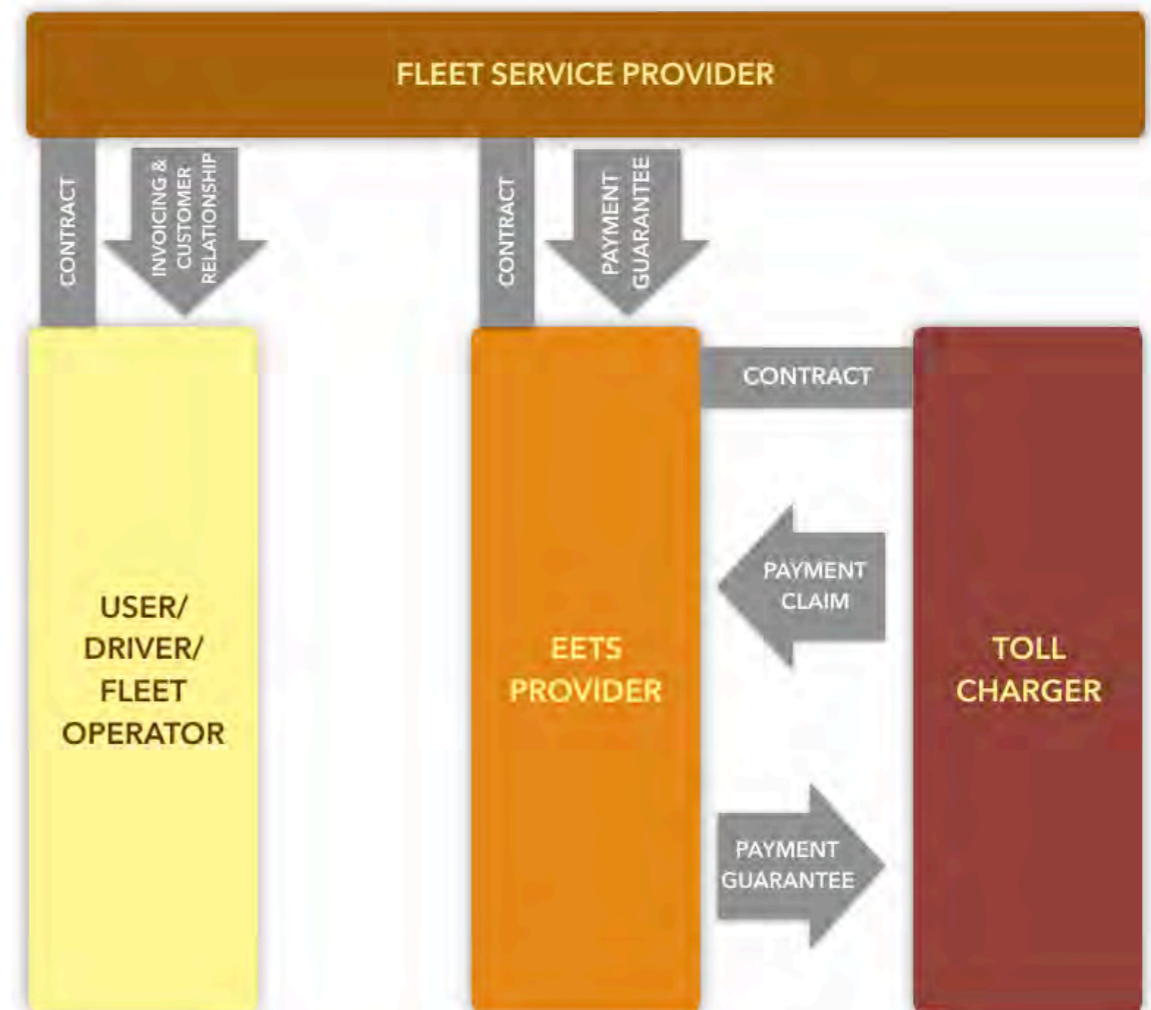 FLEET SERVICE PROVIDER
CONTRACT
INVOICING &
CUSTOMER
RELATIONSHIP
CONTRACT
PAYMENT
GUARANTEE
CONTRACT
USER/
DRIVER/
FLEET
OPERATOR
EETS
PROVIDER
PAYMENT
CLAIM
TOLL
CHARGER
PAYMENT
GUARANTEE